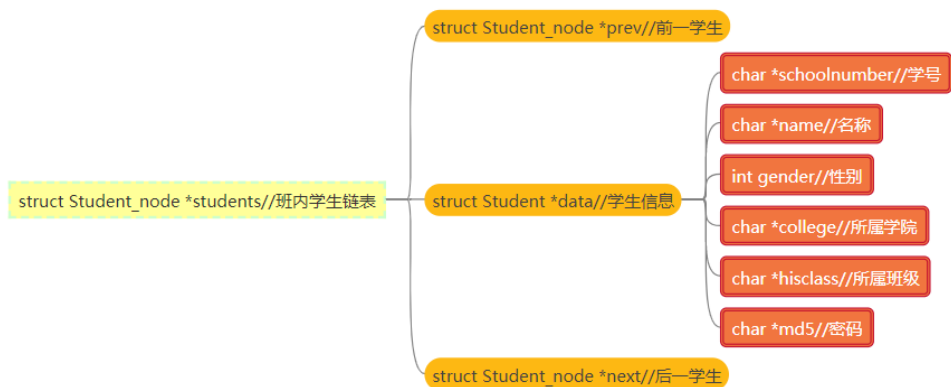 struct Student_node *students//班内学生链表
struct Student_node *prev//前一学生
struct Student *data//学生信息
char *schoolnumber//学号
char *name//名称
int gender//性别
char *college//所属学院
char *hisclass//所属班级
char *md5//密码
struct Student_node *next//后一学生